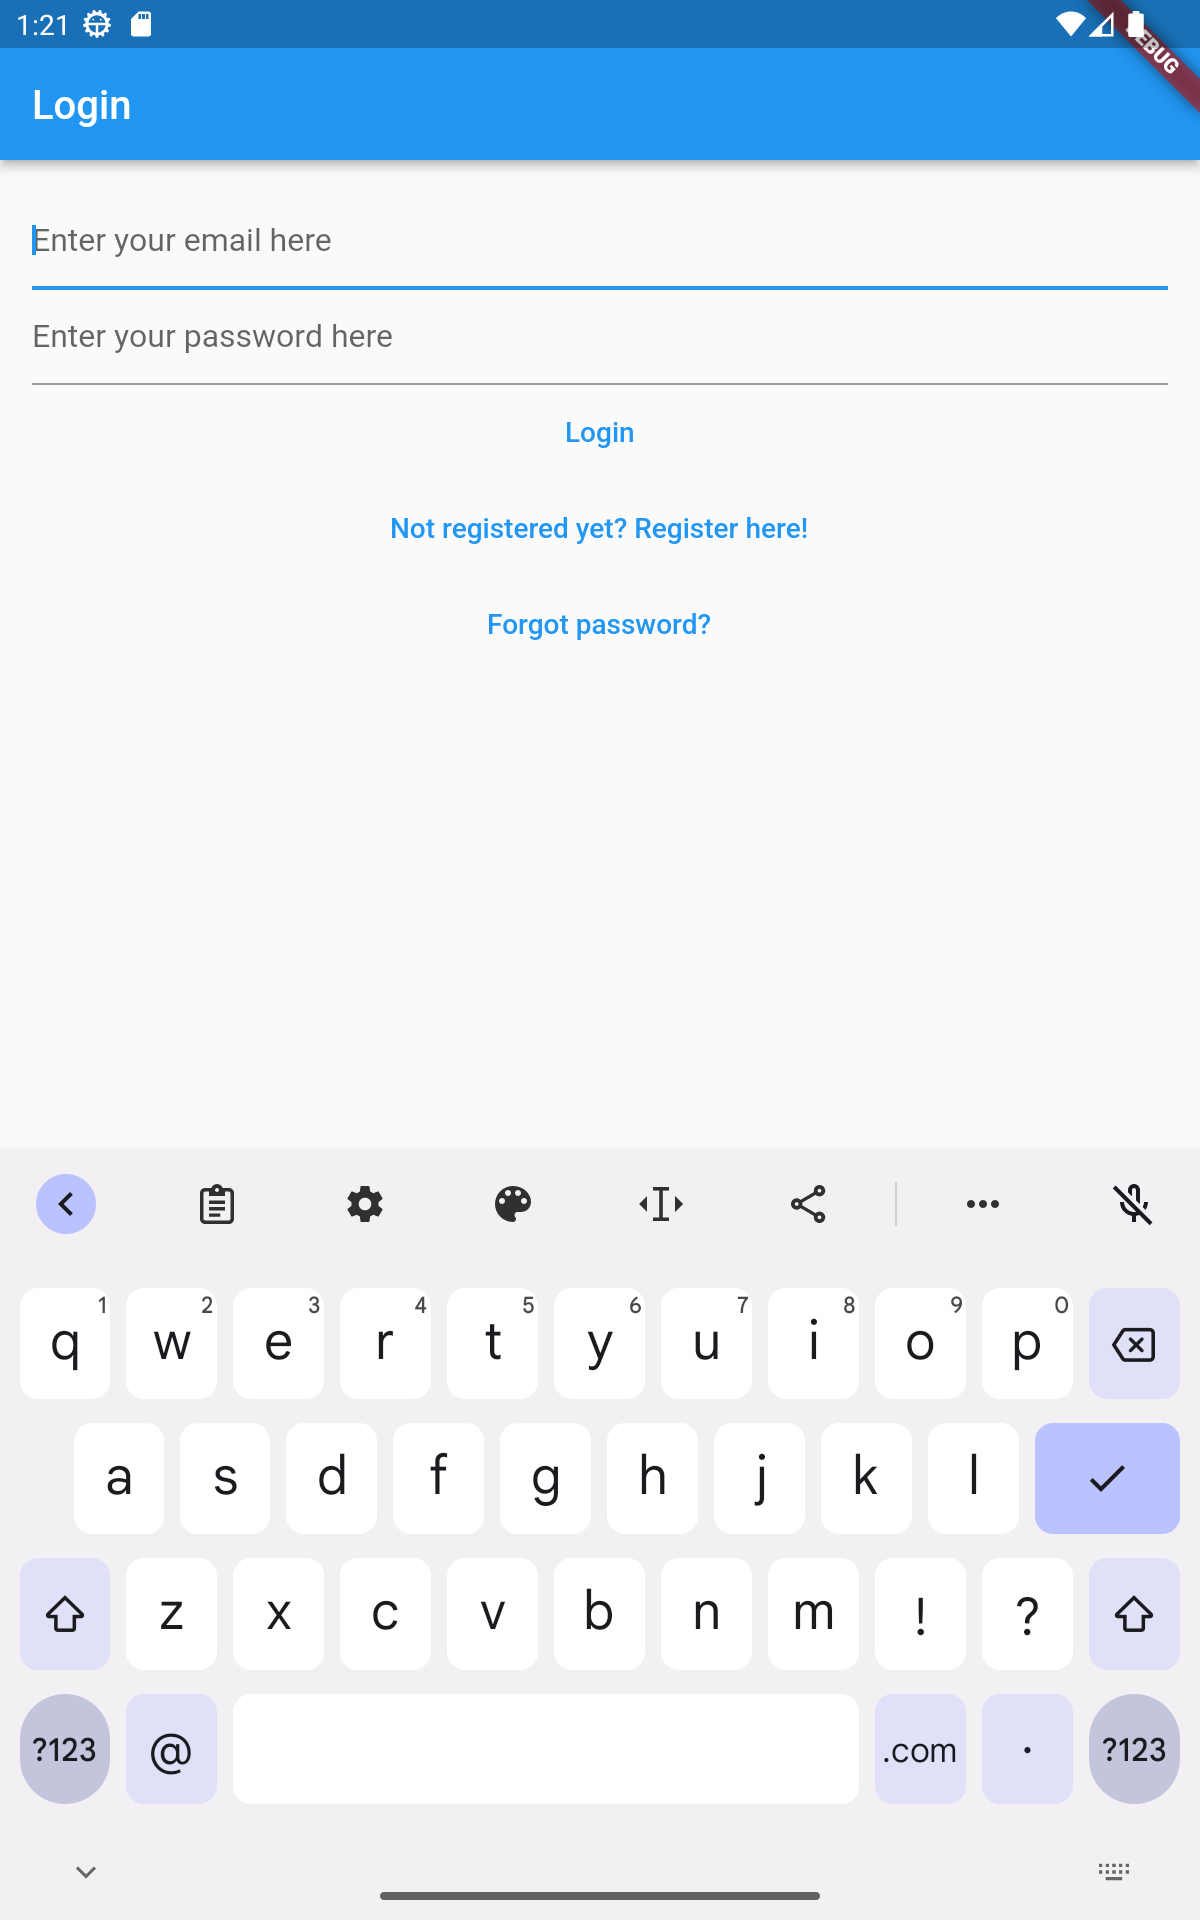 1:21
DEBUG
Login
Enter your email here
Enter your password here
Login
Not registered yet? Register here!
Forgot password?
q 1 w 2 e 3 r 4 t 5 y 6 u 7 i 8 o 9 p 0
a s d f g h j k l
z x c v b n m ! ?
?123 @ .com . ?123